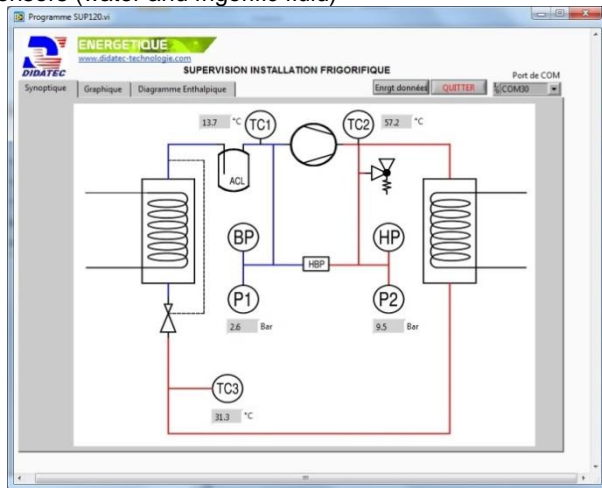 ensors (water and frigorific fluid)
Programme SUP120.vi
ENERGETIQUE
www.didatec-technologie.com
DIDATEC
SUPERVISION INSTALLATION FRIGORIFIQUE
Port de COM
Synoptique Graphique Diagramme Enthalpique Enrgt données QUITTER COM30
13.7 °C TC1 TC2 57.2 °C
ACL
BP HP
HBP
P1 P2
2.6 Bar 9.5 Bar
TC3
31.3 °C